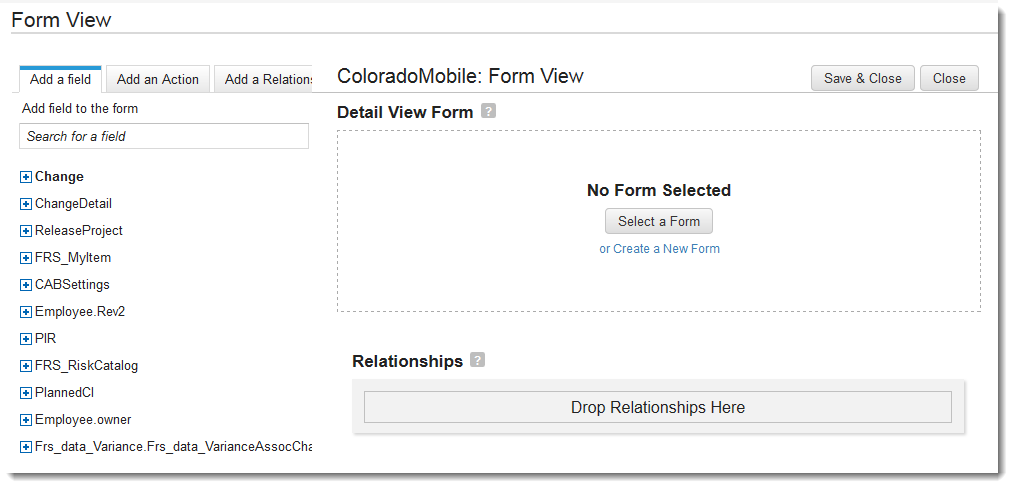 Form View
Add a field
Add an Action
Add a Relations
Add field to the form
Search for a field
Change
ChangeDetail
ReleaseProject
FRS_MyItem
CABSettings
Employee.Rev2
PIR
FRS_RiskCatalog
PlannedCI
Employee.owner
Frs_data_Variance.Frs_data_VarianceAssocCha
ColoradoMobile: Form View
Save & Close
Close
Detail View Form ?
No Form Selected
Select a Form
or Create a New Form
Relationships ?
Drop Relationships Here